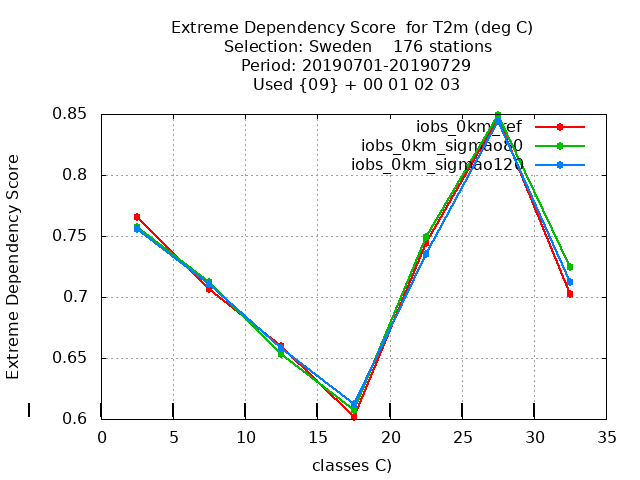 Extreme Dependency Score  for T2m (deg C)
Selection: Sweden    176 stations
Period: 20190701-20190729
Used {09} + 00 01 02 03
iobs_0km_ref
iobs_0km_sigmao80
iobs_0km_sigmao120
Extreme Dependency Score
0.85
0.8
0.75
0.7
0.65
0.6
0 5 10 15 20 25 30 35
classes C)